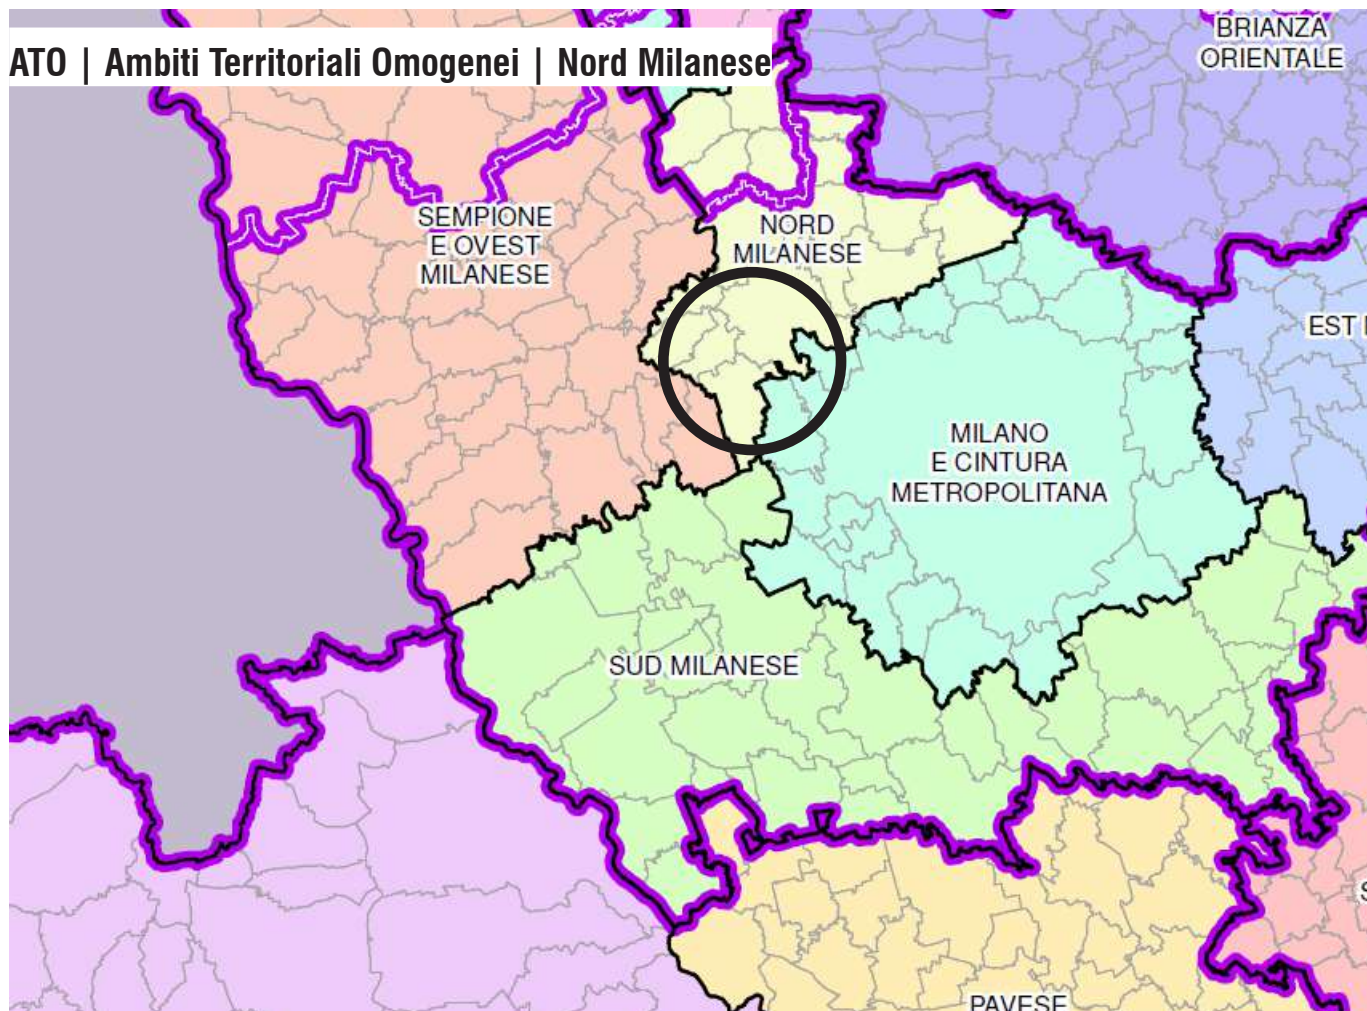 ATO | Ambiti Territoriali Omogenei | Nord Milanese
BRIANZA
ORIENTALE
SEMPIONE
E OVEST
MILANESE
NORD
MILANESE
EST
MILANO
E CINTURA
METROPOLITANA
SUD MILANESE
PAVESE